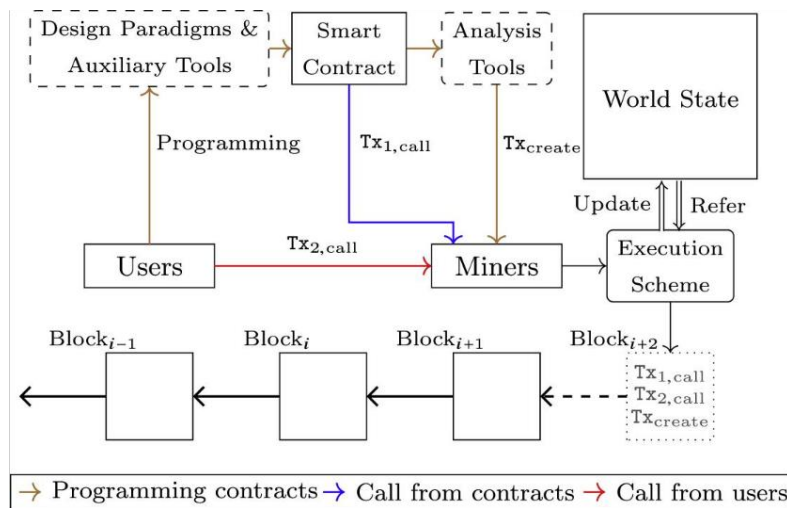 Design Paradigms &
Auxiliary Tools
Smart
Contract
Analysis
Tools
World State
Programming
Tx1,call
Txcreate
Update
Refer
Users
Tx2,call
Miners
Execution
Scheme
Blocki−1
Blocki
Blocki+1
Blocki+2
Tx1,call
Tx2,call
Txcreate
Programming contracts
Call from contracts
Call from users